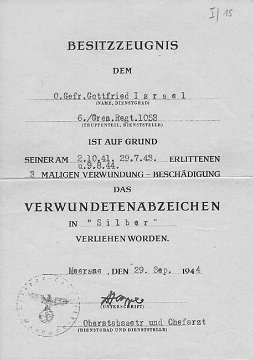 I/15
BESITZZEUGNIS
DEM
O.Gefr.Gottfried I s r a e l
(NAME, DIENSTGRAD)
6./Gren.Regt.1053
(TRUPPENTEIL, DIENSTSTELLE)
IST AUF GRUND
SEINER AM 2.10.41. 29.7.43. ERLITTENEN
u.9.8.44.
3 MALIGEN VERWUNDUNG – BESCHÄDIGUNG
DAS
VERWUNDETENABZEICHEN
IN "Silber"
VERLIEHEN WORDEN.
Meerane, DEN 29. Sep. 1944
(UNTERSCHRIFT)
Oberstabsarzt und Chefarzt
(DIENSTGRAD UND DIENSTSTELLE)